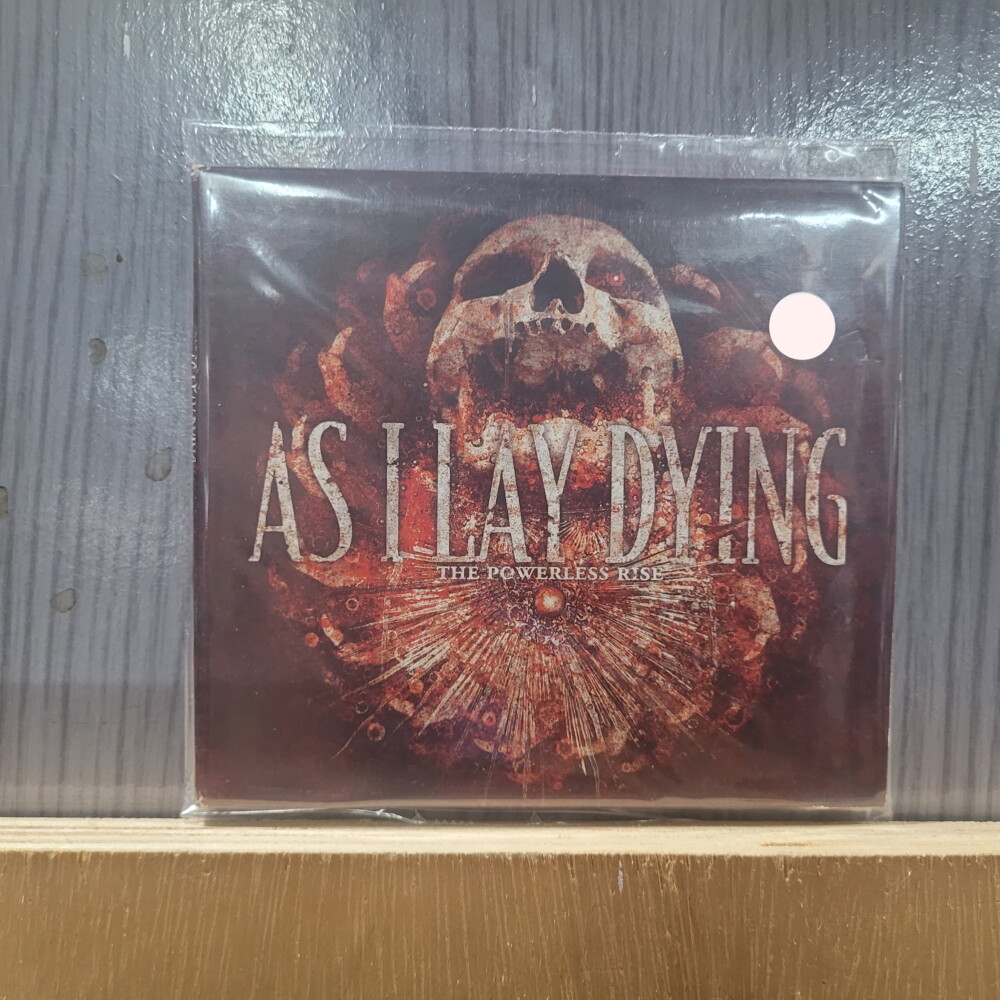 AS I LAY DYING
THE POWERLESS RISE